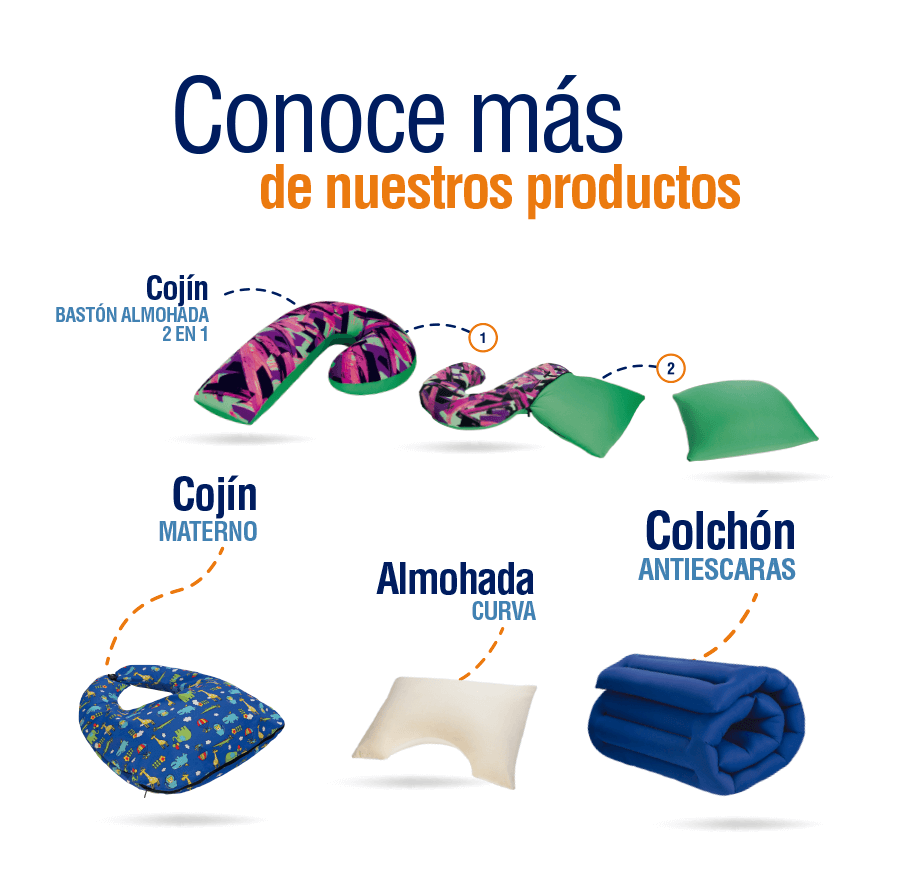 Conoce más
de nuestros productos
Cojín
BASTÓN ALMOHADA
2 EN 1
1
2
Cojín
MATERNO
Almohada
CURVA
Colchón
ANTIESCARAS